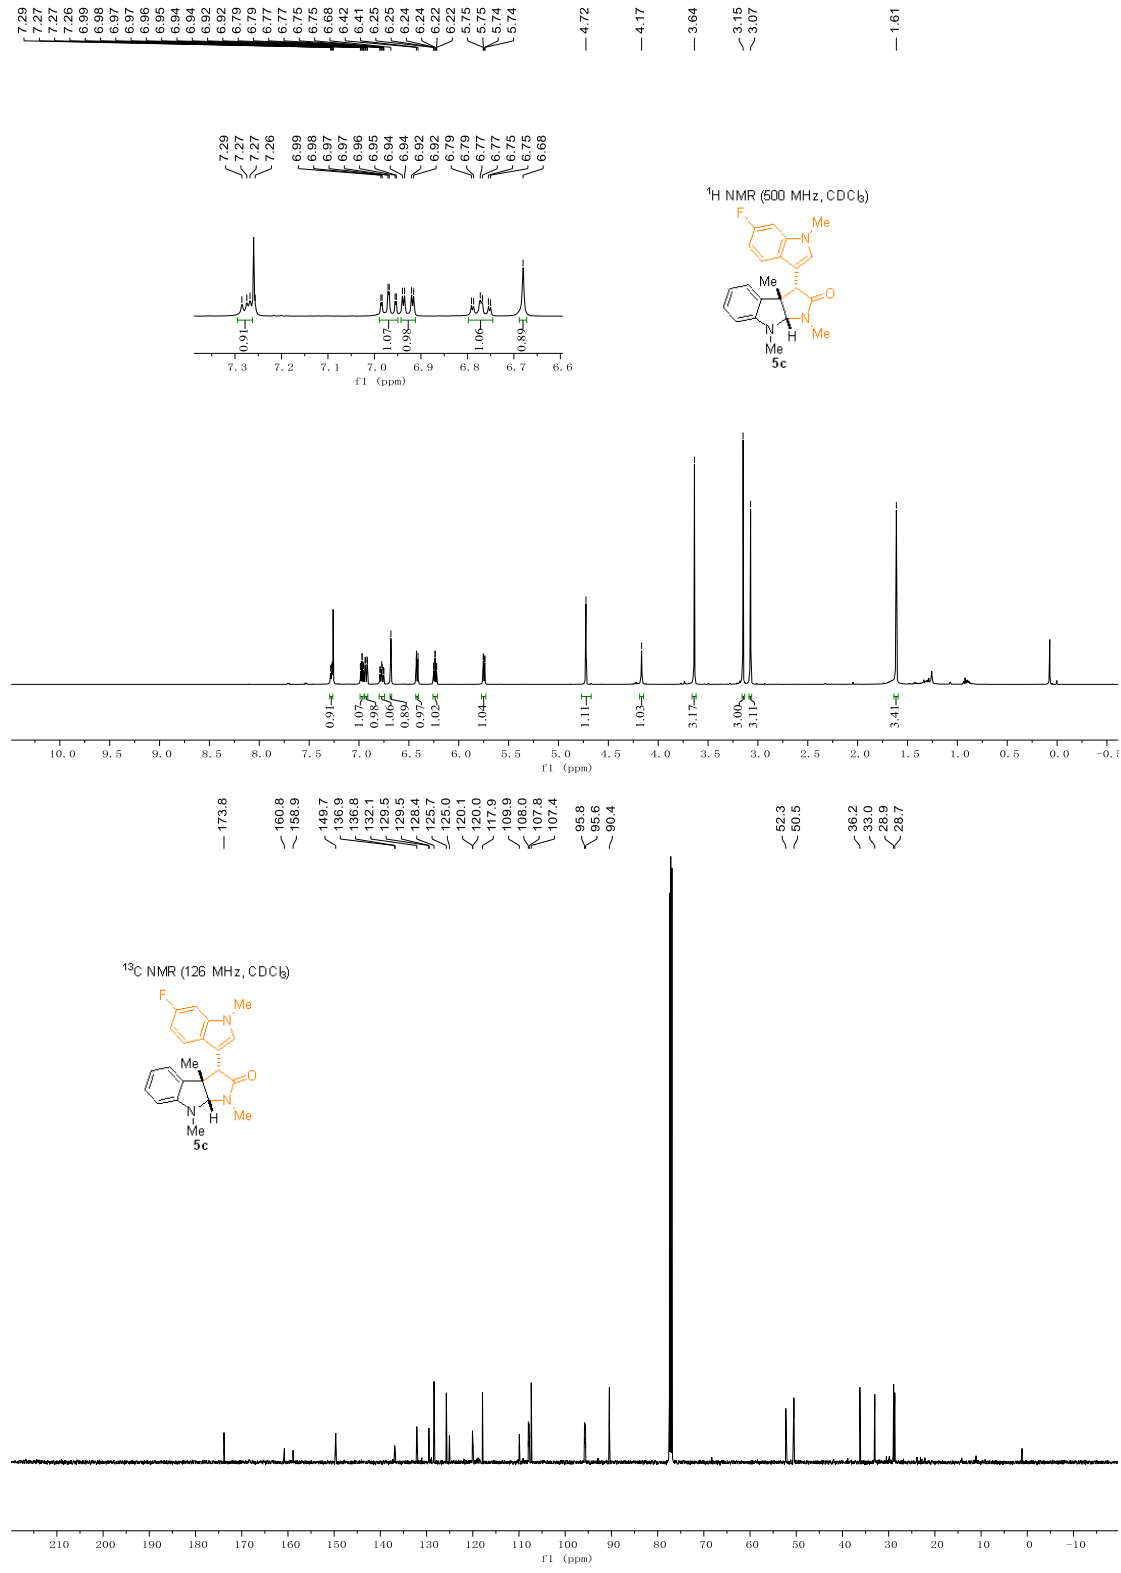 7.29 7.27 7.27 7.26 6.99 6.98 6.97 6.97 6.96 6.95 6.94 6.94 6.92 6.92 6.79 6.79 6.77 6.77 6.75 6.75 6.68 6.42 6.41 6.25 6.25 6.24 6.24 6.22 6.22 5.75 5.75 5.74 5.74 4.72 4.17 3.64 3.15 3.07 1.61
7.29 7.27 7.27 7.26 6.99 6.98 6.97 6.97 6.96 6.95 6.94 6.94 6.92 6.92 6.79 6.79 6.77 6.77 6.75 6.75 6.68
0.91 1.07 0.98 1.06 0.89
7.3 7.2 7.1 7.0 6.9 6.8 6.7 6.6
f1 (ppm)
¹H NMR (500 MHz, CDCl₃)
F
Me
N
Me
O
N
N
H
Me
Me
5c
0.91 1.07 0.98 1.06 0.89 0.97 1.02 1.04 1.11 1.03 3.17 3.00 3.11 3.41
10.0 9.5 9.0 8.5 8.0 7.5 7.0 6.5 6.0 5.5 5.0 4.5 4.0 3.5 3.0 2.5 2.0 1.5 1.0 0.5 0.0 -0.5
f1 (ppm)
173.8 160.8 158.9 149.7 136.9 136.8 132.1 129.5 129.5 128.4 125.7 125.0 120.1 120.0 117.9 109.9 108.0 107.8 107.4 95.8 95.6 90.4 52.3 50.5 36.2 33.0 28.9 28.7
¹³C NMR (126 MHz, CDCl₃)
F
Me
N
Me
O
N
N
H
Me
Me
5c
210 200 190 180 170 160 150 140 130 120 110 100 90 80 70 60 50 40 30 20 10 0 -10
f1 (ppm)